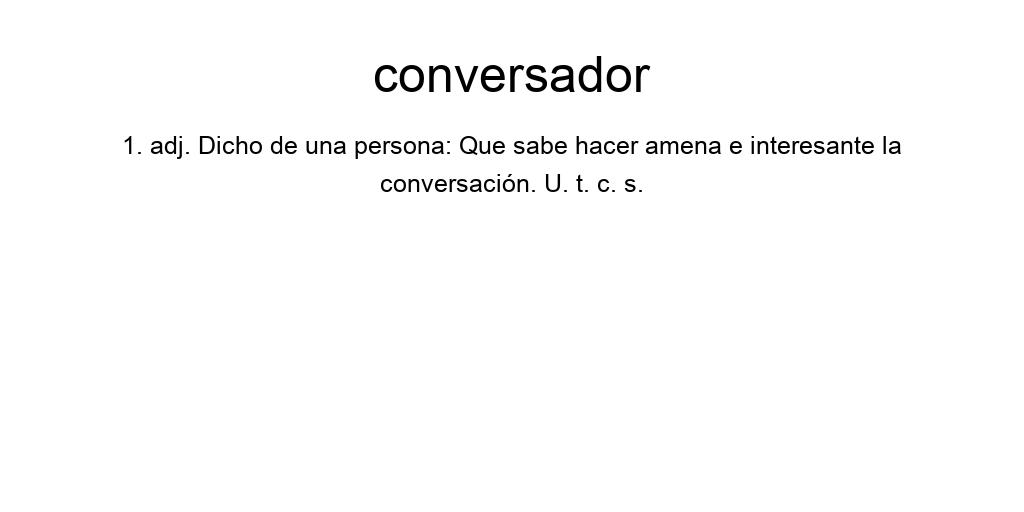 conversador
1. adj. Dicho de una persona: Que sabe hacer amena e interesante la
conversación. U. t. c. s.